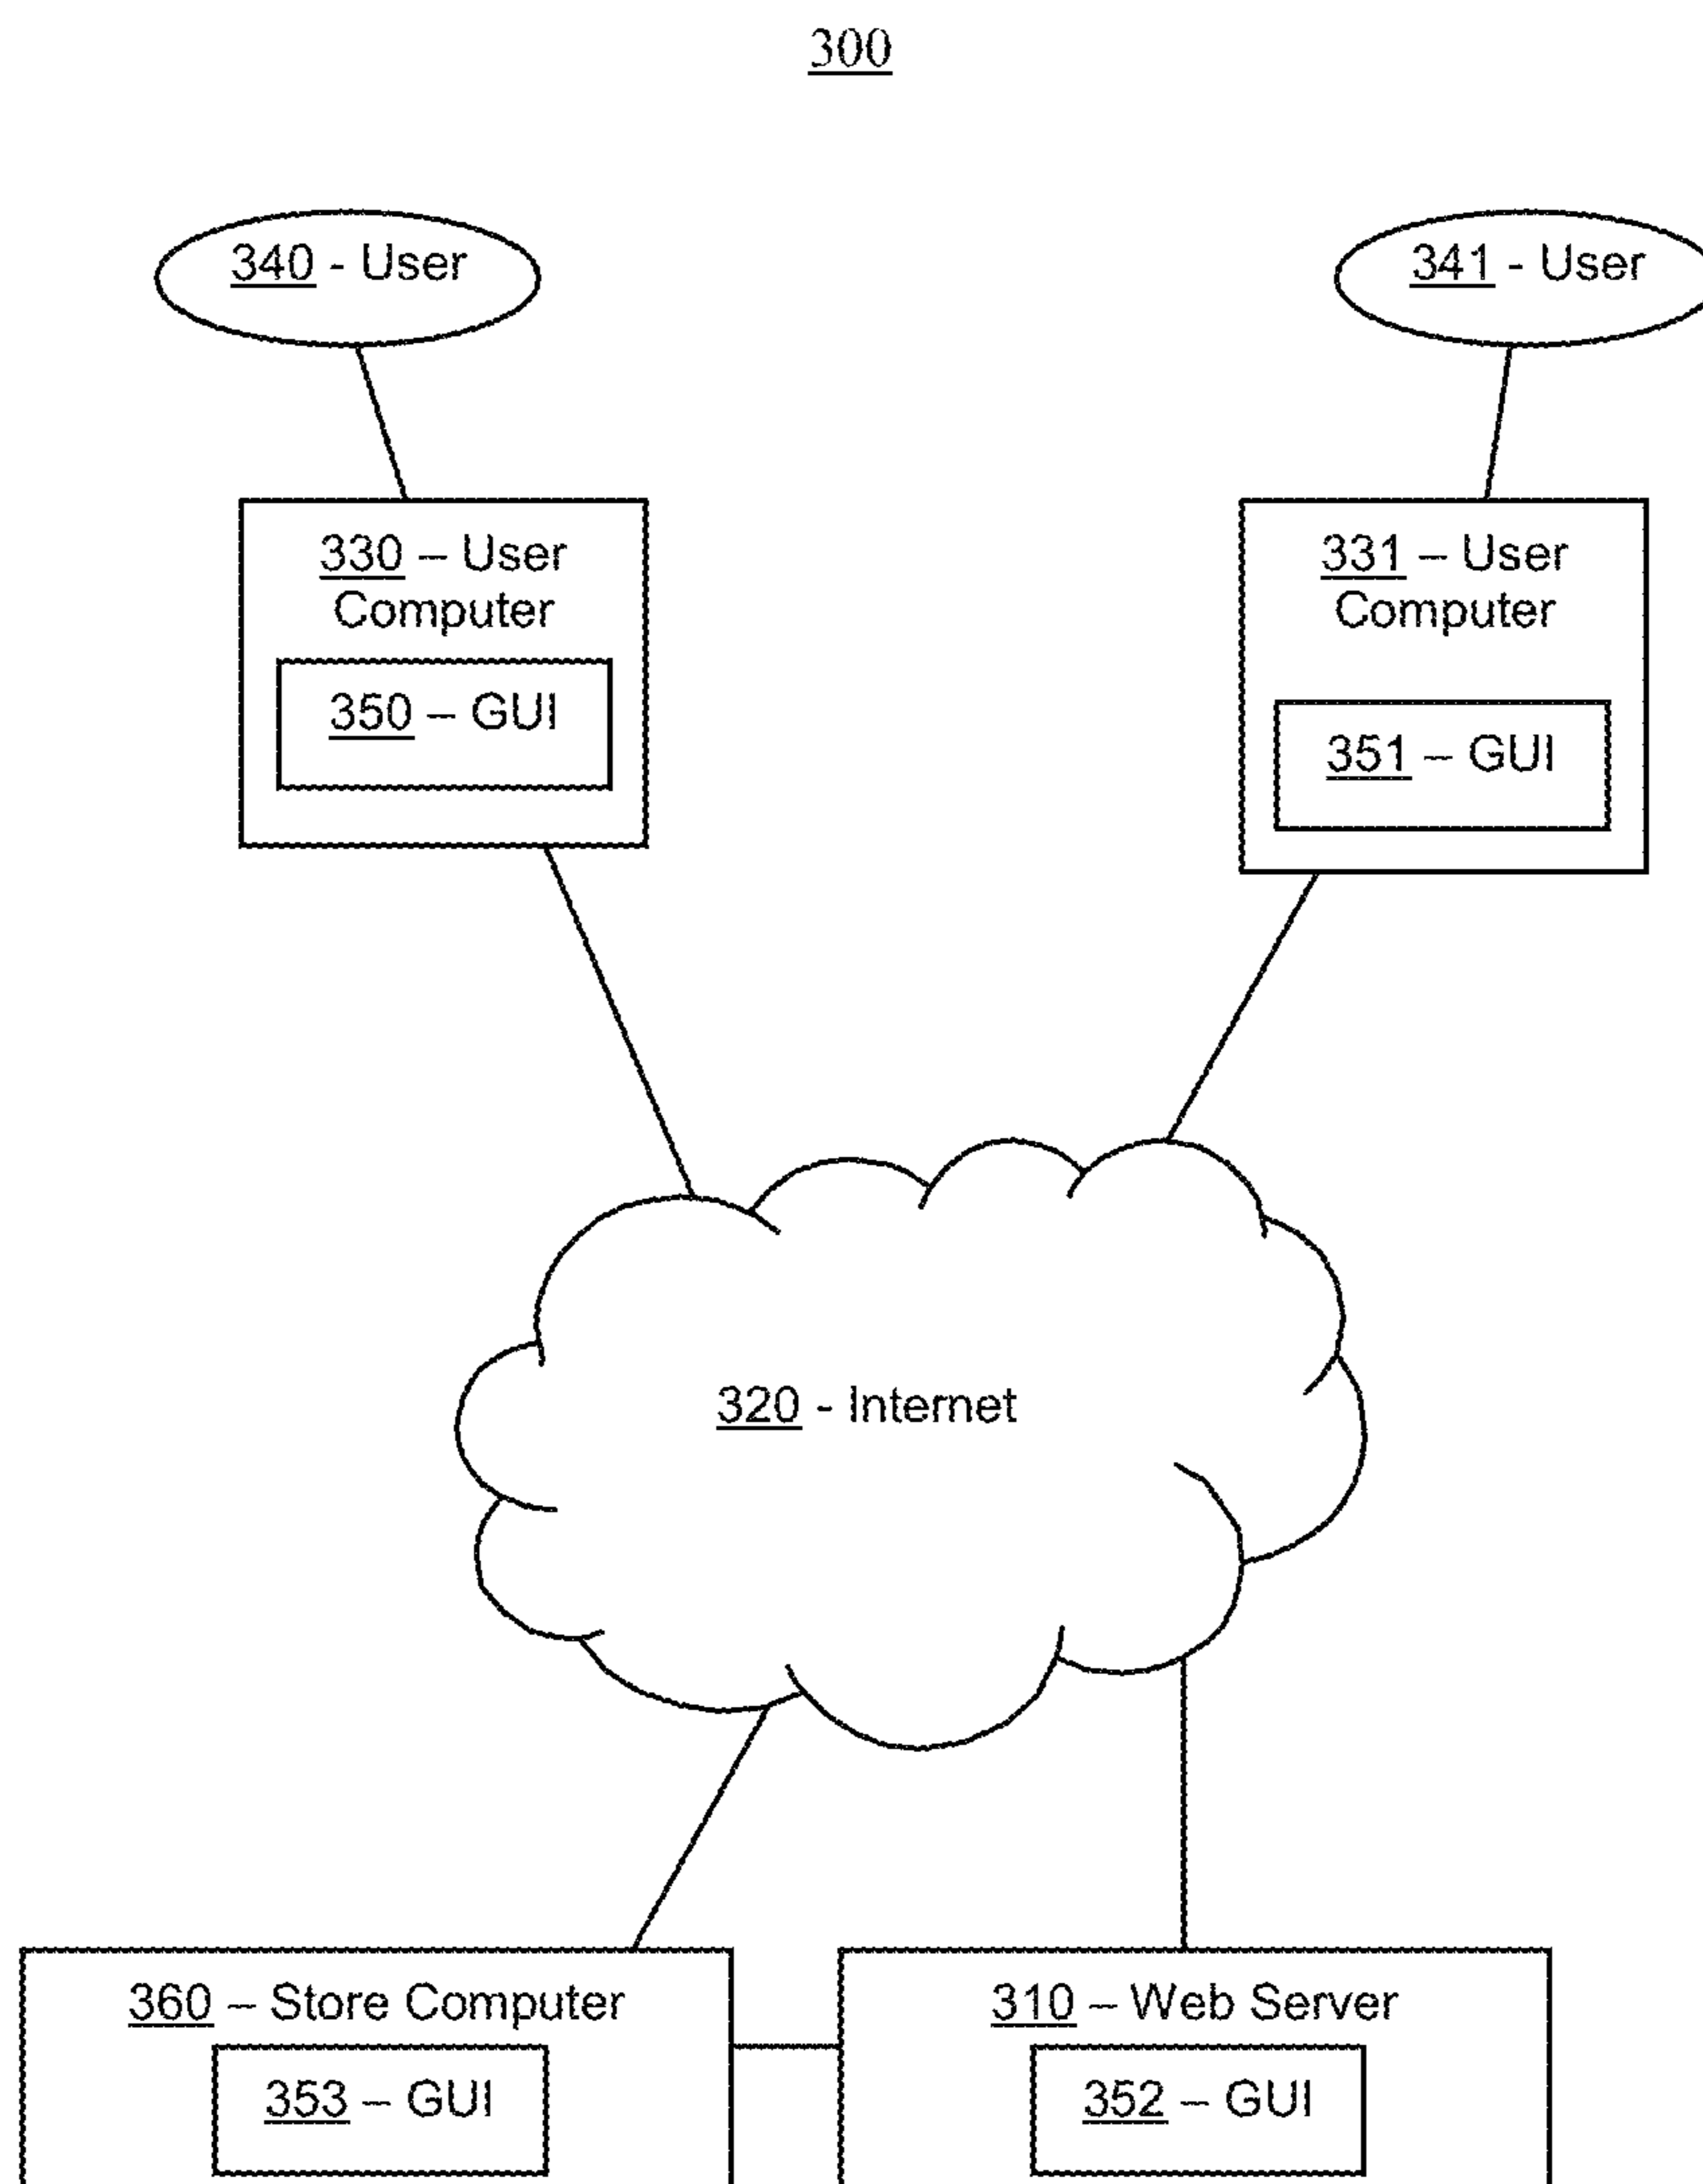 300
340 - User
341 - User
330 – User
Computer
350 – GUI
331 – User
Computer
351 – GUI
320 - Internet
360 – Store Computer
353 – GUI
310 – Web Server
352 – GUI